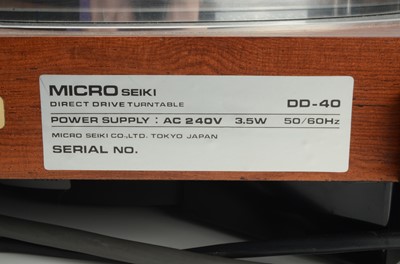 MICRO SEIKI
DIRECT DRIVE TURNTABLE DD-40
POWER SUPPLY : AC 240V 3.5W 50/60Hz
MICRO SEIKI CO.,LTD. TOKYO JAPAN
SERIAL NO.